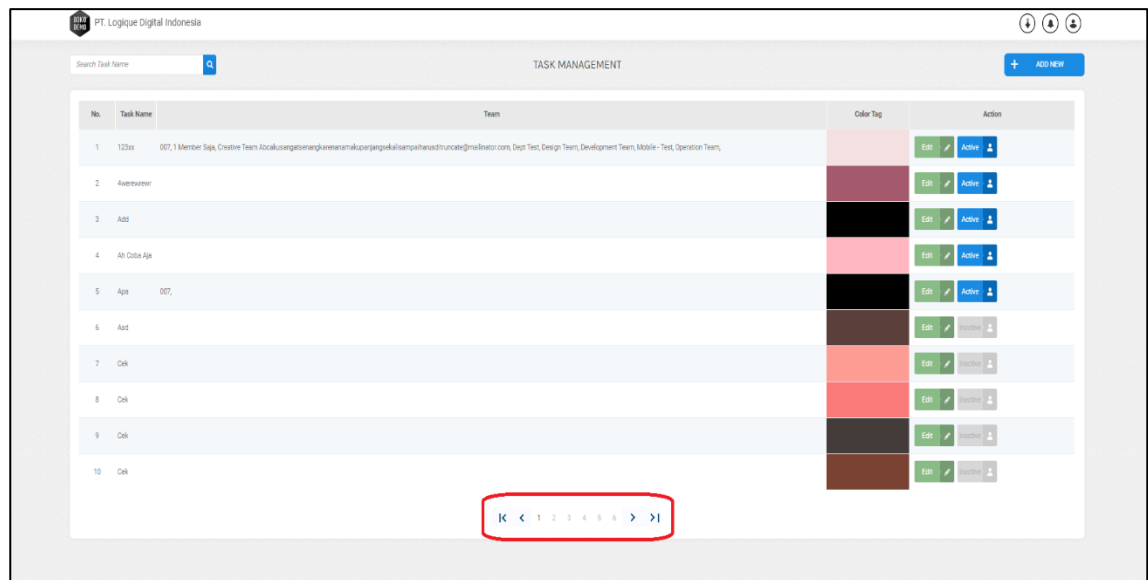 DOKU DEMO PT. Logique Digital Indonesia
Search Task Name TASK MANAGEMENT + ADD NEW
No. Task Name Team Color Tag Action
1 123xx 007, 1 Member Saja, Creative Team Abcakusangatsenangkarenanamakupanjangsekalisampaiharusditruncate@mailinator.com, Dept Test, Design Team, Development Team, Mobile - Test, Operation Team, Edit Active
2 4werewrewr Edit Active
3 Add Edit Active
4 Ah Coba Aja Edit Active
5 Apa 007, Edit Active
6 Asd Edit Inactive
7 Cek Edit Inactive
8 Cek Edit Inactive
9 Cek Edit Inactive
10 Cek Edit Inactive
1 2 3 4 5 6